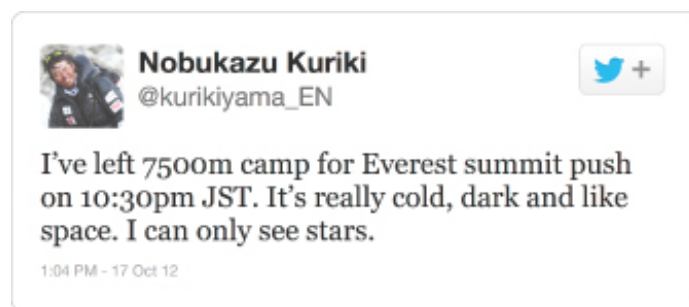 Nobukazu Kuriki
@kurikiyama_EN
I've left 7500m camp for Everest summit push
on 10:30pm JST. It's really cold, dark and like
space. I can only see stars.
1:04 PM - 17 Oct 12